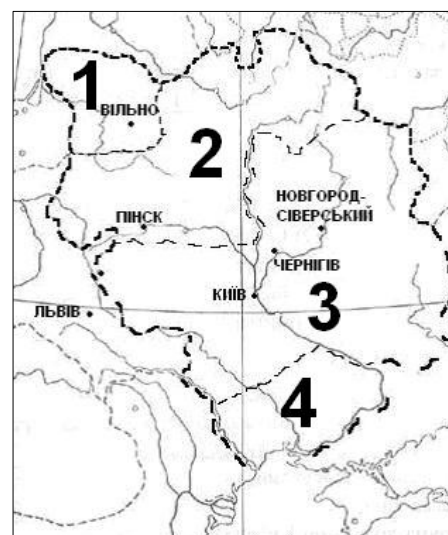 1
ВІЛЬНО
2
НОВГОРОД-
СІВЕРСЬКИЙ
ПІНСК
ЧЕРНІГІВ
КИЇВ
ЛЬВІВ
3
4